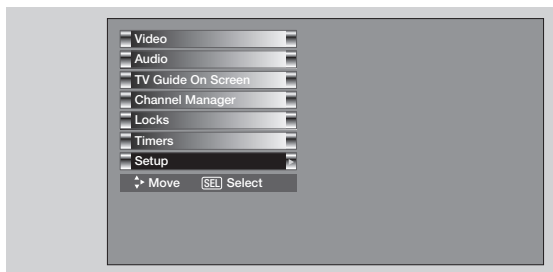 Video
Audio
TV Guide On Screen
Channel Manager
Locks
Timers
Setup
Move SEL Select